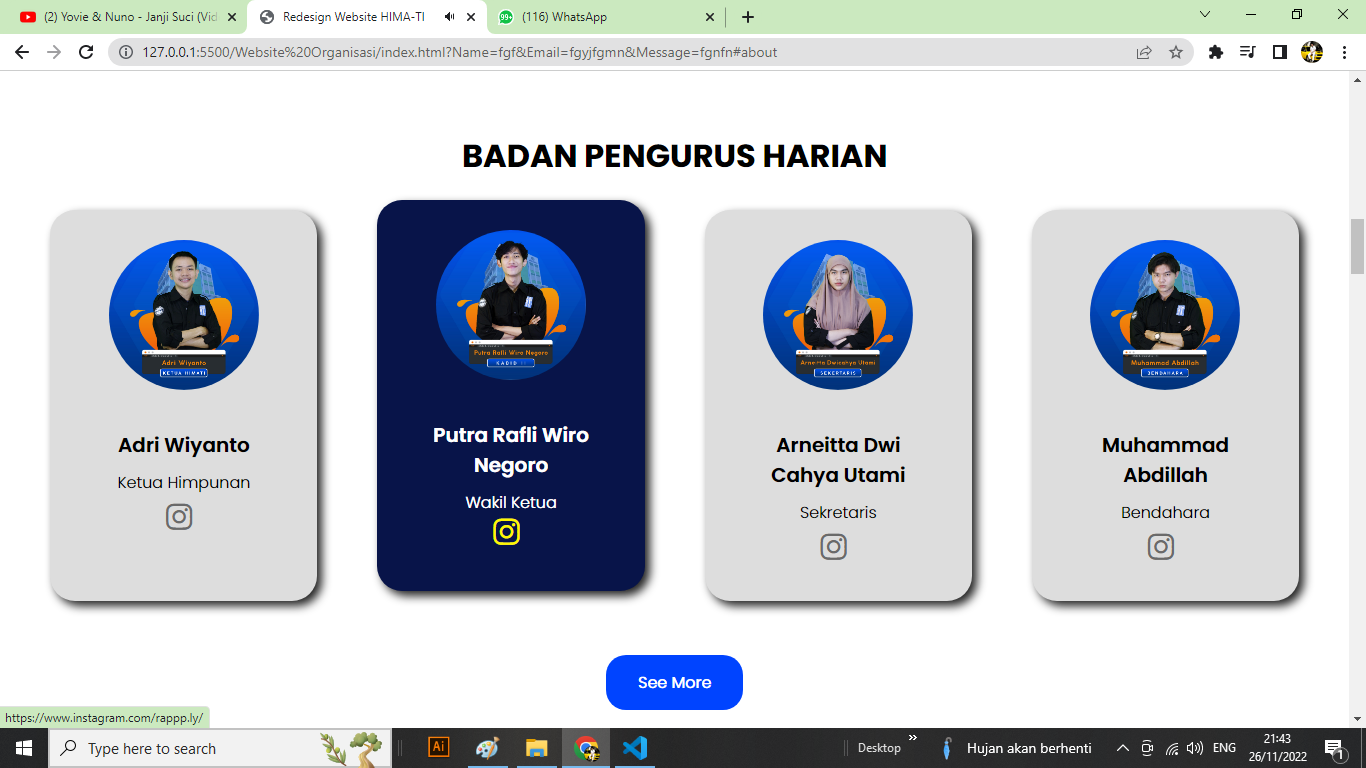 (2) Yovie & Nuno - Janji Suci (Vid
Redesign Website HIMA-TI
99+
(116) WhatsApp
127.0.0.1:5500/Website%20Organisasi/index.html?Name=fgf&Email=fgyjfgmn&Message=fgnfn#about
BADAN PENGURUS HARIAN
Adri Wiyanto
KETUA HIMATI
Putra Rafli Wiro Negoro
KABID
Arneitta Dwicahya Utami
SEKERTARIS
Muhammad Abdillah
BENDAHARA
Adri Wiyanto
Ketua Himpunan
Putra Rafli Wiro
Negoro
Wakil Ketua
Arneitta Dwi
Cahya Utami
Sekretaris
Muhammad
Abdillah
Bendahara
See More
https://www.instagram.com/rappp.ly/
Type here to search
Ai
Desktop
Hujan akan berhenti
ENG
21:43
26/11/2022
1